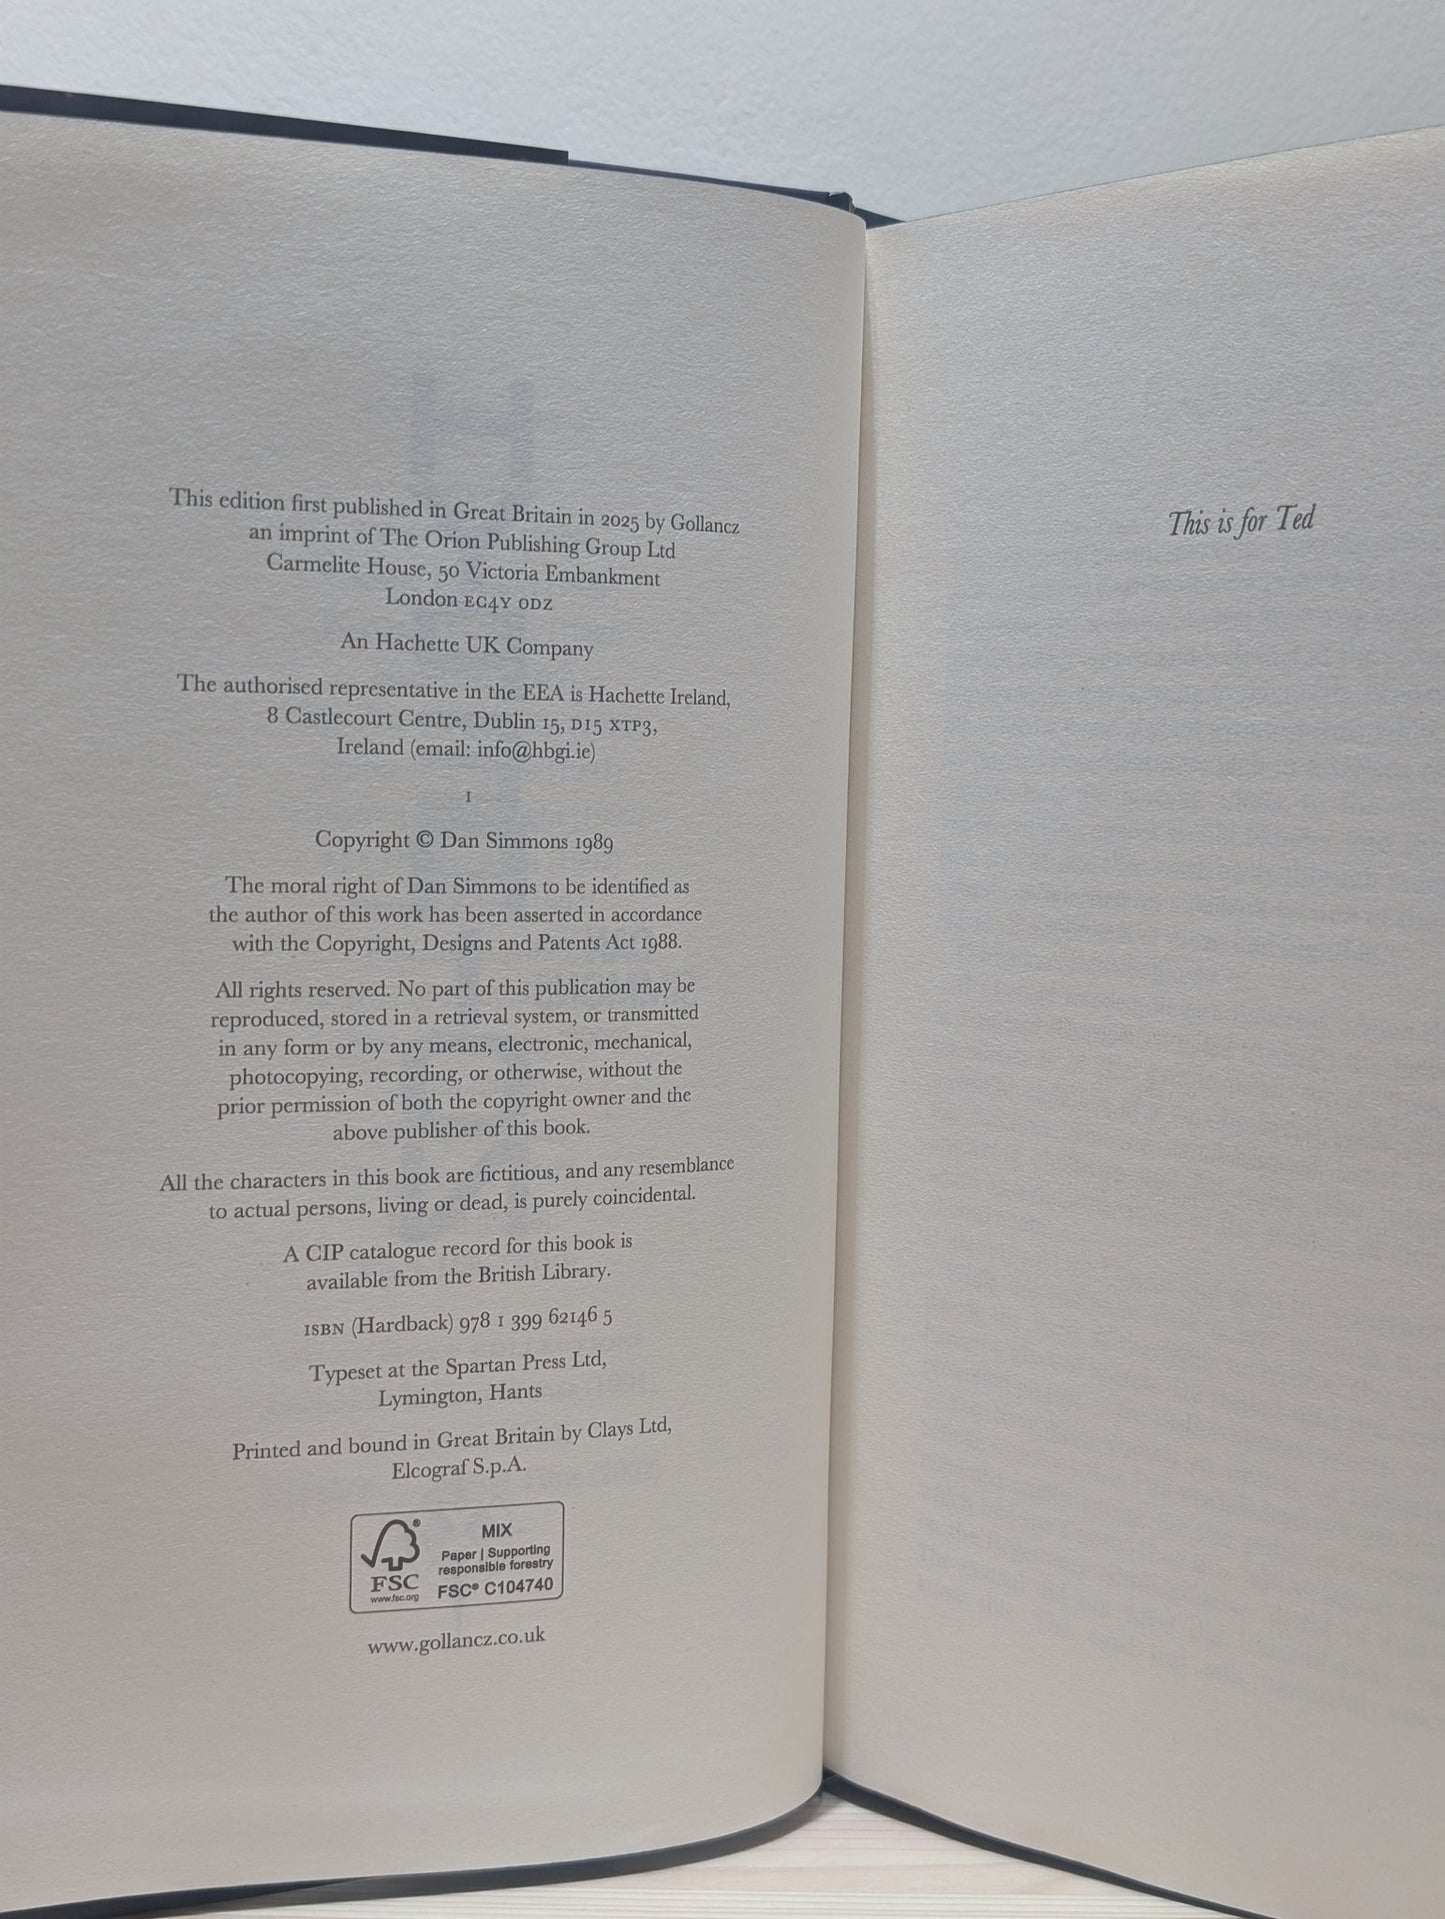 This edition first published in Great Britain in 2025 by Gollancz
an imprint of The Orion Publishing Group Ltd
Carmelite House, 50 Victoria Embankment
London EC4Y 0DZ
An Hachette UK Company
The authorised representative in the EEA is Hachette Ireland,
8 Castlecourt Centre, Dublin 15, D15 XTP3,
Ireland (email: info@hbgi.ie)
1
Copyright © Dan Simmons 1989
The moral right of Dan Simmons to be identified as
the author of this work has been asserted in accordance
with the Copyright, Designs and Patents Act 1988.
All rights reserved. No part of this publication may be
reproduced, stored in a retrieval system, or transmitted
in any form or by any means, electronic, mechanical,
photocopying, recording, or otherwise, without the
prior permission of both the copyright owner and the
above publisher of this book.
All the characters in this book are fictitious, and any resemblance
to actual persons, living or dead, is purely coincidental.
A CIP catalogue record for this book is
available from the British Library.
ISBN (Hardback) 978 1 399 62146 5
Typeset at the Spartan Press Ltd,
Lymington, Hants
Printed and bound in Great Britain by Clays Ltd,
Elcograf S.p.A.
FSC
www.fsc.org
MIX
Paper | Supporting
responsible forestry
FSC® C104740
www.gollancz.co.uk
This is for Ted